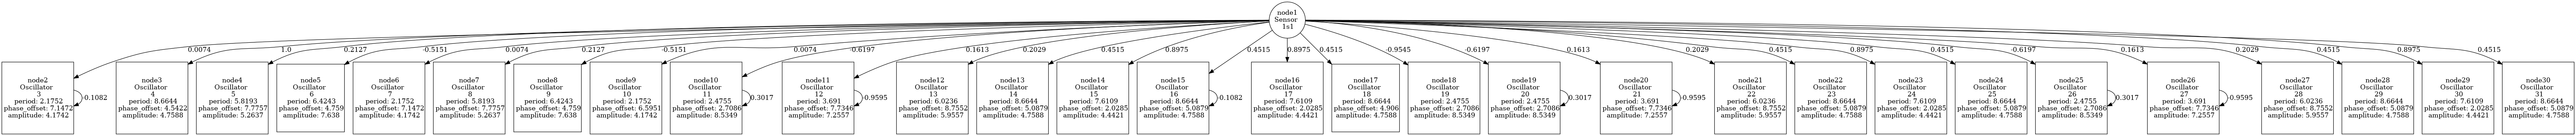 node1
Sensor
1s1
0.0074
1.0
0.2127
-0.5151
0.0074
0.2127
-0.5151
0.0074
-0.6197
0.1613
0.2029
0.4515
0.8975
0.4515
0.8975
0.4515
-0.9545
-0.6197
0.1613
0.2029
0.4515
0.8975
0.4515
-0.6197
0.1613
0.2029
0.4515
0.8975
0.4515
node2
Oscillator
3
period: 2.1752
phase_offset: 7.1472
amplitude: 4.1742
-0.1082
node3
Oscillator
4
period: 8.6644
phase_offset: 4.5422
amplitude: 4.7588
node4
Oscillator
5
period: 5.8193
phase_offset: 7.7757
amplitude: 5.2637
node5
Oscillator
6
period: 6.4243
phase_offset: 4.759
amplitude: 7.638
node6
Oscillator
7
period: 2.1752
phase_offset: 7.1472
amplitude: 4.1742
node7
Oscillator
8
period: 5.8193
phase_offset: 7.7757
amplitude: 5.2637
node8
Oscillator
9
period: 6.4243
phase_offset: 4.759
amplitude: 7.638
node9
Oscillator
10
period: 2.1752
phase_offset: 6.5951
amplitude: 4.1742
node10
Oscillator
11
period: 2.4755
phase_offset: 2.7086
amplitude: 8.5349
0.3017
node11
Oscillator
12
period: 3.691
phase_offset: 7.7346
amplitude: 7.2557
-0.9595
node12
Oscillator
13
period: 6.0236
phase_offset: 8.7552
amplitude: 5.9557
node13
Oscillator
14
period: 8.6644
phase_offset: 5.0879
amplitude: 4.7588
node14
Oscillator
15
period: 7.6109
phase_offset: 2.0285
amplitude: 4.4421
node15
Oscillator
16
period: 8.6644
phase_offset: 5.0879
amplitude: 4.7588
-0.1082
node16
Oscillator
17
period: 7.6109
phase_offset: 2.0285
amplitude: 4.4421
node17
Oscillator
18
period: 8.6644
phase_offset: 4.906
amplitude: 4.7588
node18
Oscillator
19
period: 2.4755
phase_offset: 2.7086
amplitude: 8.5349
node19
Oscillator
20
period: 2.4755
phase_offset: 2.7086
amplitude: 8.5349
0.3017
node20
Oscillator
21
period: 3.691
phase_offset: 7.7346
amplitude: 7.2557
-0.9595
node21
Oscillator
22
period: 6.0236
phase_offset: 8.7552
amplitude: 5.9557
node22
Oscillator
23
period: 8.6644
phase_offset: 5.0879
amplitude: 4.7588
node23
Oscillator
24
period: 7.6109
phase_offset: 2.0285
amplitude: 4.4421
node24
Oscillator
25
period: 8.6644
phase_offset: 5.0879
amplitude: 4.7588
node25
Oscillator
26
period: 2.4755
phase_offset: 2.7086
amplitude: 8.5349
0.3017
node26
Oscillator
27
period: 3.691
phase_offset: 7.7346
amplitude: 7.2557
-0.9595
node27
Oscillator
28
period: 6.0236
phase_offset: 8.7552
amplitude: 5.9557
node28
Oscillator
29
period: 8.6644
phase_offset: 5.0879
amplitude: 4.7588
node29
Oscillator
30
period: 7.6109
phase_offset: 2.0285
amplitude: 4.4421
node30
Oscillator
31
period: 8.6644
phase_offset: 5.0879
amplitude: 4.7588